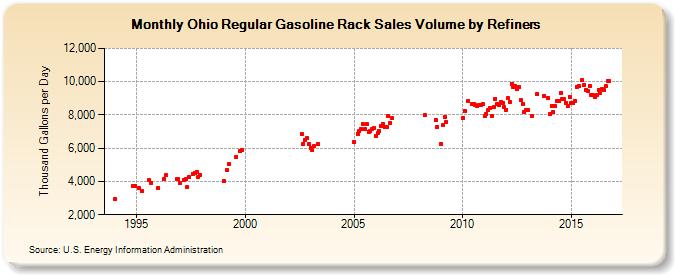 Monthly Ohio Regular Gasoline Rack Sales Volume by Refiners
Thousand Gallons per Day
12,000
10,000
8,000
6,000
4,000
2,000
1995 2000 2005 2010 2015
Source: U.S. Energy Information Administration